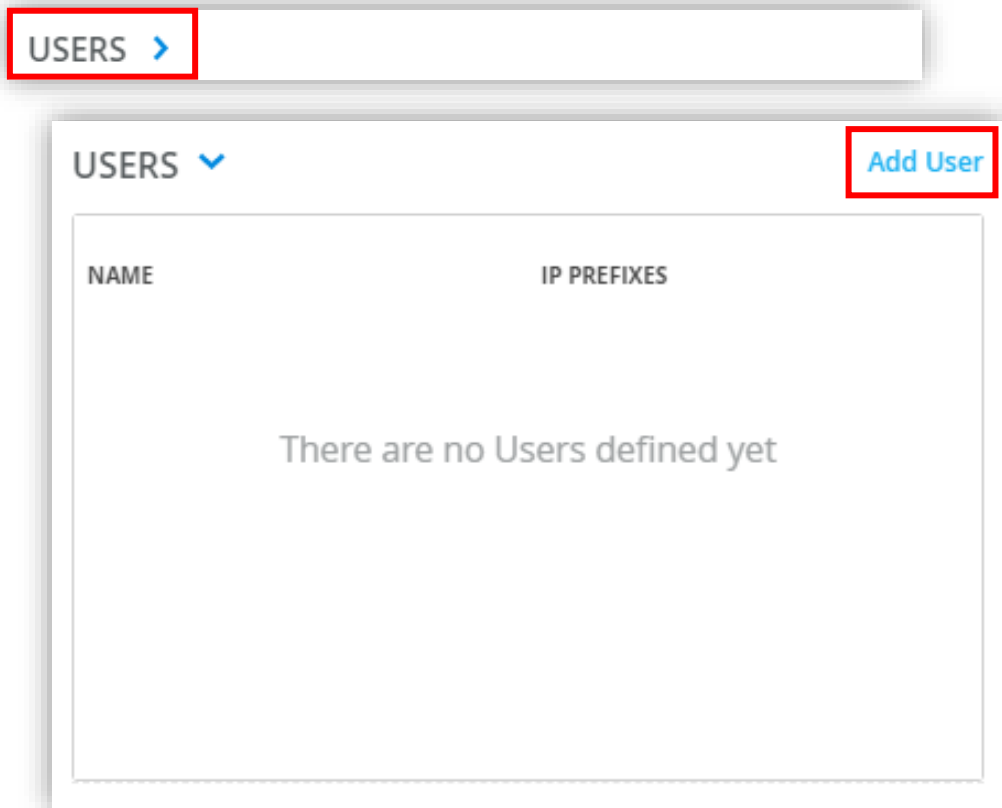 USERS
USERS
Add User
NAME IP PREFIXES
There are no Users defined yet